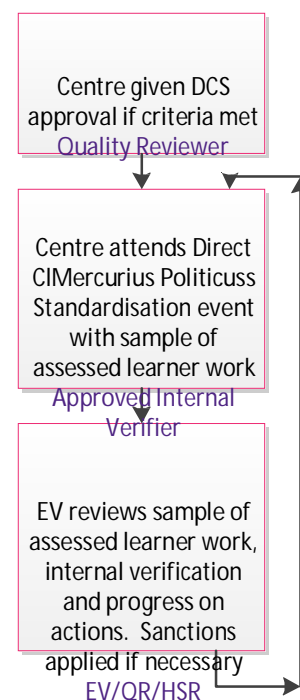 Centre given DCS
approval if criteria met
Quality Reviewer
Centre attends Direct
CIMercurius Politicuss
Standardisation event
with sample of
assessed learner work
Approved Internal
Verifier
EV reviews sample of
assessed learner work,
internal verification
and progress on
actions. Sanctions
applied if necessary
EV/QR/HSR